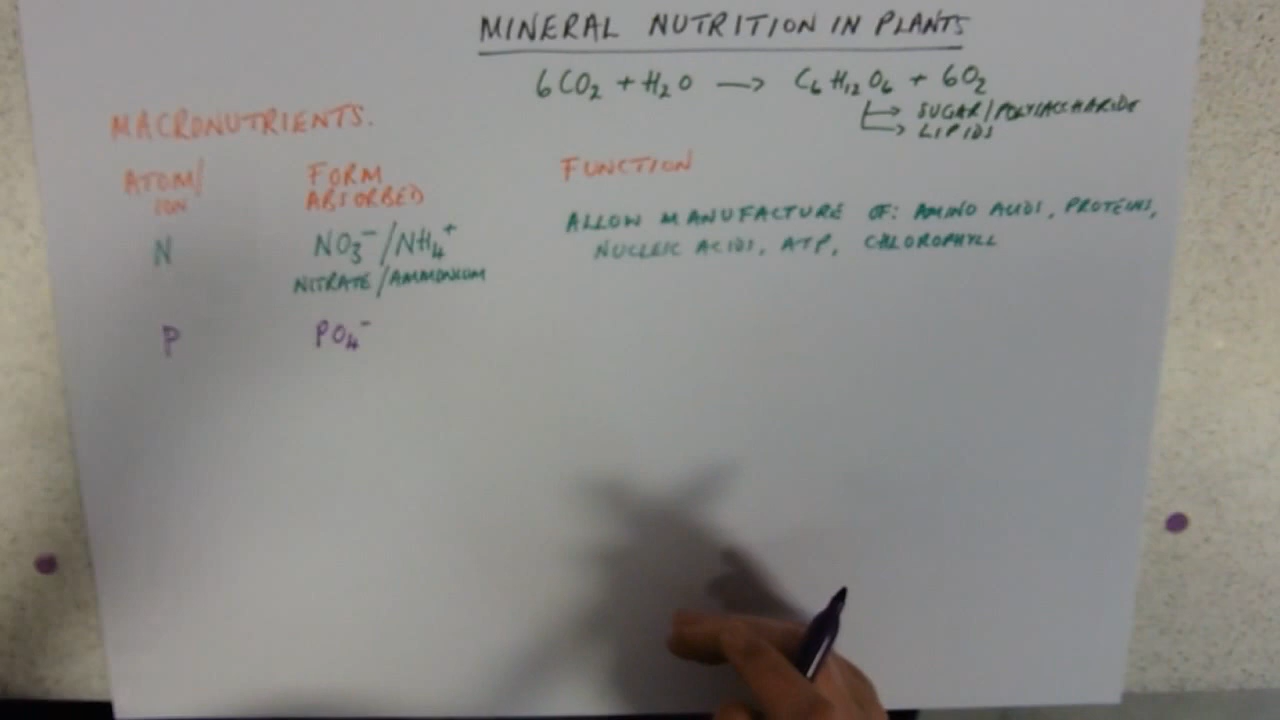 MINERAL NUTRITION IN PLANTS
6CO₂ + H₂O → C₆H₁₂O₆ + 6O₂
→ SUGAR/POLYSACCHARIDE
→ LIPIDS
MACRONUTRIENTS.
ATOM/ION
FORM ABSORBED
FUNCTION
N
NO₃⁻/NH₄⁺
NITRATE/AMMONIUM
ALLOW MANUFACTURE OF: AMINO ACIDS, PROTEINS,
NUCLEIC ACIDS, ATP, CHLOROPHYLL
P
PO₄⁻